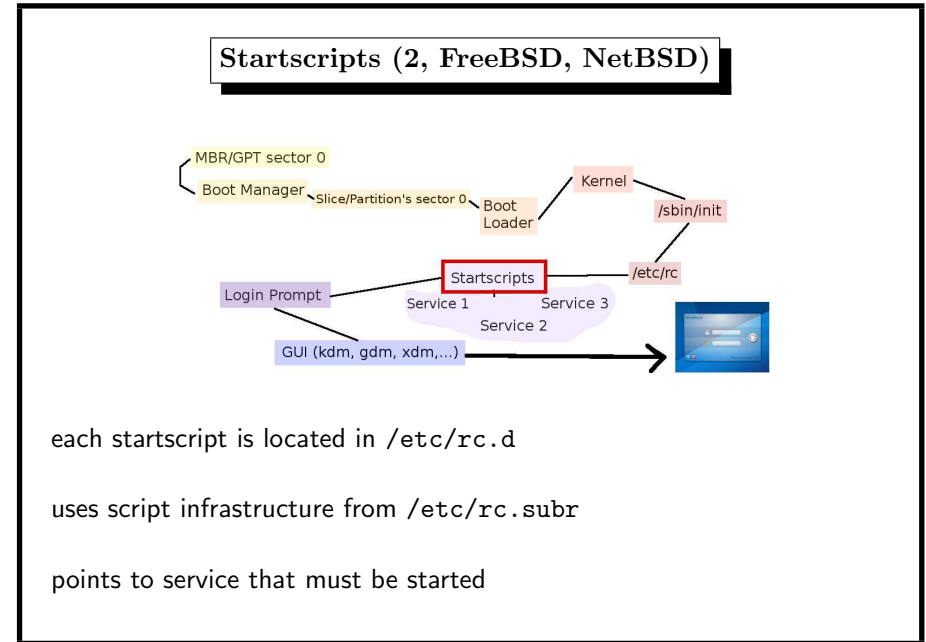 Startscripts (2, FreeBSD, NetBSD)
MBR/GPT sector 0
Boot Manager
Slice/Partition's sector 0
Boot
Loader
Kernel
/sbin/init
/etc/rc
Startscripts
Service 1
Service 2
Service 3
Login Prompt
GUI (kdm, gdm, xdm,...)
each startscript is located in /etc/rc.d
uses script infrastructure from /etc/rc.subr
points to service that must be started